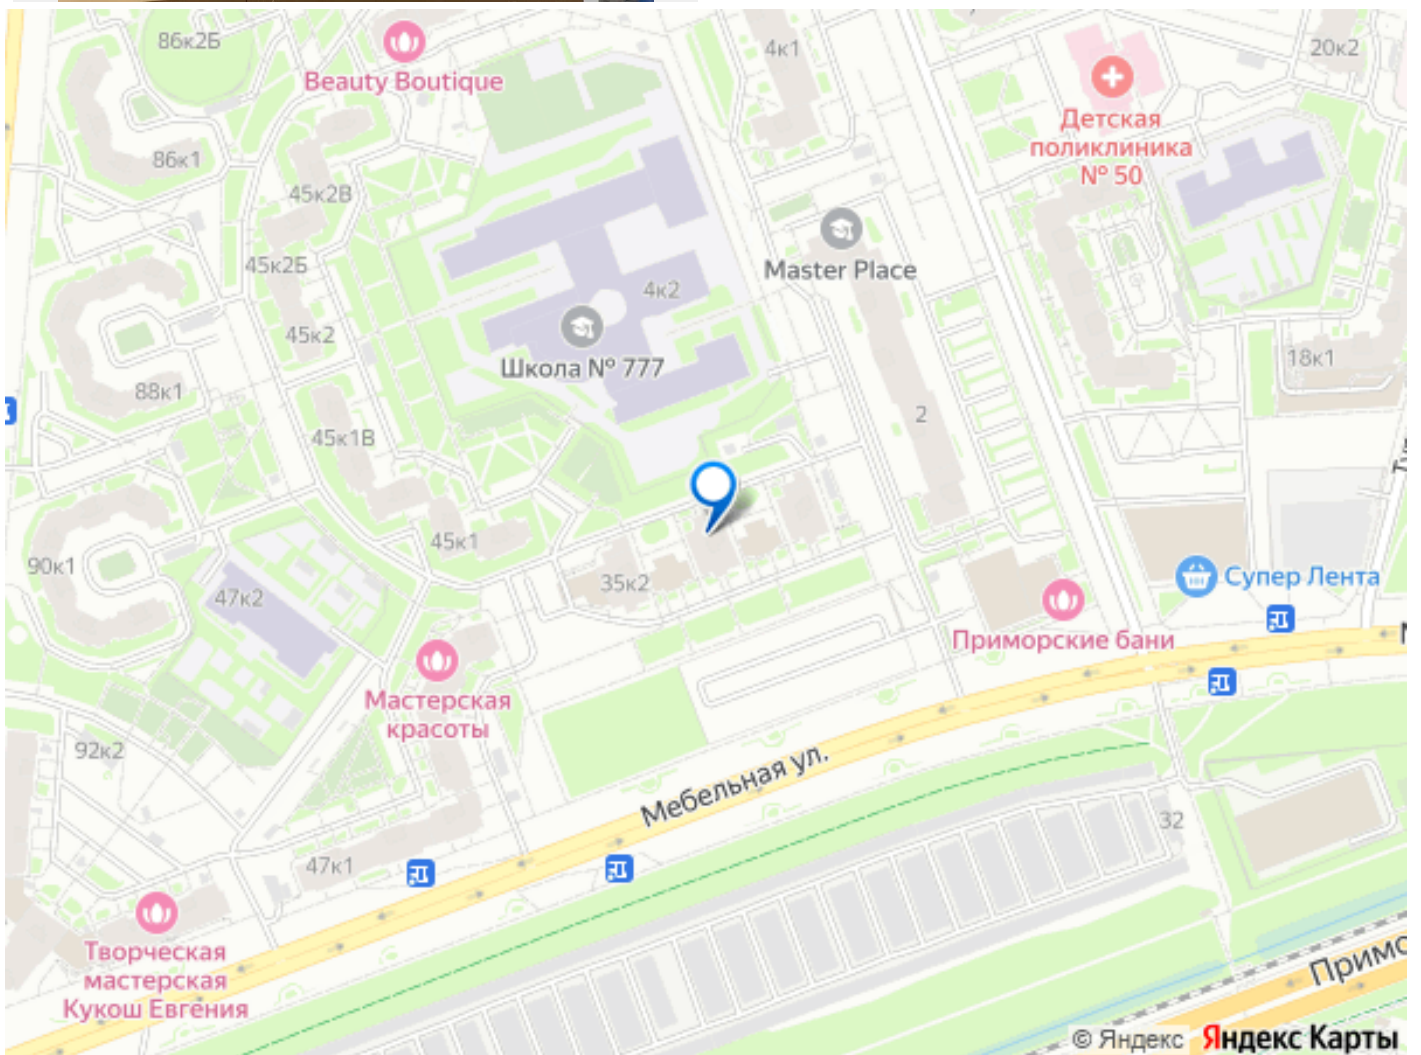 86к2Б
Beauty Boutique
4к1
20к2
Детская
поликлиника
№ 50
86к1
45к2В
45к2Б
Master Place
4к2
45к2
Школа № 777
18к1
88к1
2
45к1В
45к1
90к1
35к2
47к2
Супер Лента
Приморские бани
Мастерская
красоты
92к2
Мебельная ул.
32
47к1
Творческая
мастерская
Кукош Евгения
Примо
© Яндекс Яндекс Карты